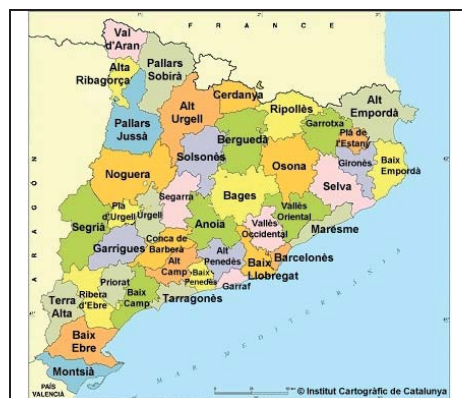 FRANCE
Val
d'Aran
Pallars
Sobirà
Alta
Ribagorça
Cerdanya
Alt
Urgell
Ripollès
Alt
Empordà
Garrotxa
Pallars
Jussà
Berguedà
Pla de
l'Estany
Solsonès
Osona
Gironès
Baix
Empordà
Noguera
Selva
Segarra
Bages
Pla
d'Urgell
Urgell
Vallès
Oriental
Segrià
Anoia
Maresme
Vallès
Occidental
Garrigues
Conca de
Barberà
Alt
Penedès
Barcelonès
Alt
Camp
Baix
Llobregat
Baix
Penedès
Garraf
Priorat
Tarragonès
Ribera
d'Ebre
Baix
Camp
Terra
Alta
Baix
Ebre
Montsià
ARAGÓN
MAR MEDITERRÀNIA
PAÍS
VALENCIÀ
© Institut Cartogràfic de Catalunya